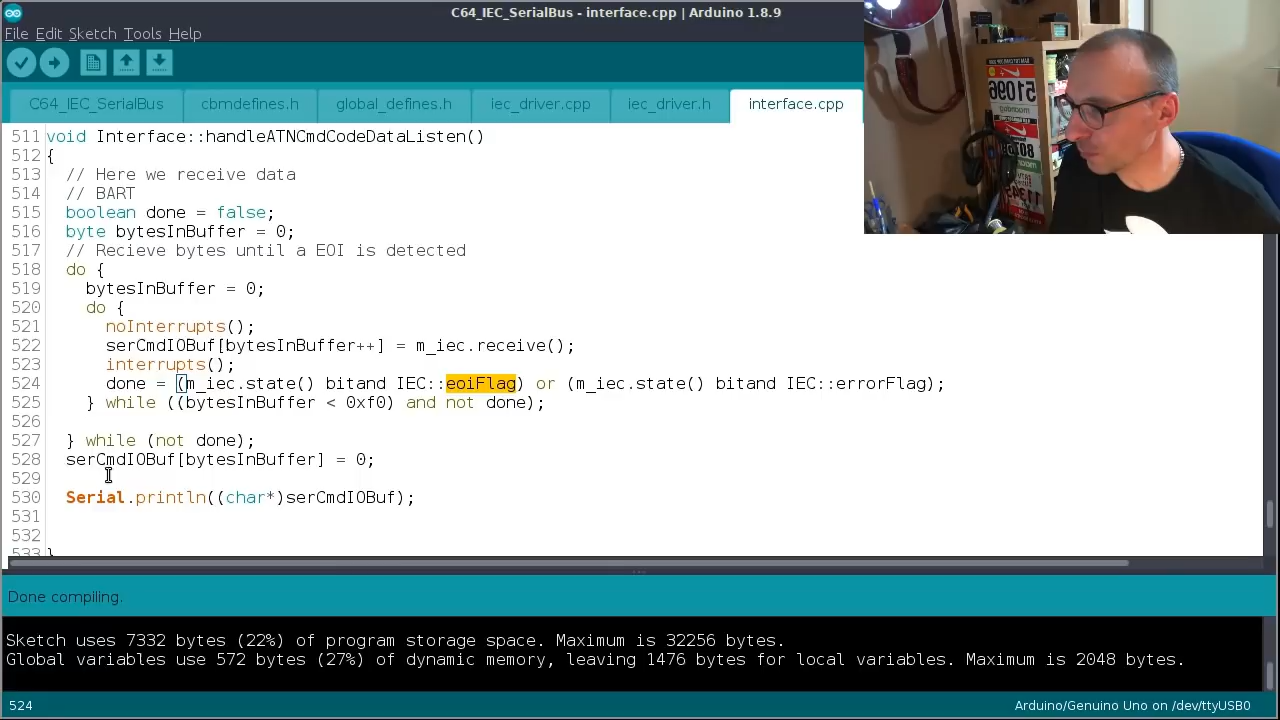 C64_IEC_SerialBus - interface.cpp | Arduino 1.8.9
File Edit Sketch Tools Help
C64_IEC_SerialBus cbmdefines.h global_defines.h iec_driver.cpp iec_driver.h interface.cpp
511 void Interface::handleATNCmdCodeDataListen()
512 {
513 // Here we receive data
514 // BART
515 boolean done = false;
516 byte bytesInBuffer = 0;
517 // Recieve bytes until a EOI is detected
518 do {
519 bytesInBuffer = 0;
520 do {
521 noInterrupts();
522 serCmdIOBuf[bytesInBuffer++] = m_iec.receive();
523 interrupts();
524 done = (m_iec.state() bitand IEC::eoiFlag) or (m_iec.state() bitand IEC::errorFlag);
525 } while ((bytesInBuffer < 0xf0) and not done);
526
527 } while (not done);
528 serCmdIOBuf[bytesInBuffer] = 0;
529
530 Serial.println((char*)serCmdIOBuf);
531
532
533 }
Done compiling.
Sketch uses 7332 bytes (22%) of program storage space. Maximum is 32256 bytes.
Global variables use 572 bytes (27%) of dynamic memory, leaving 1476 bytes for local variables. Maximum is 2048 bytes.
524 Arduino/Genuino Uno on /dev/ttyUSB0
51096